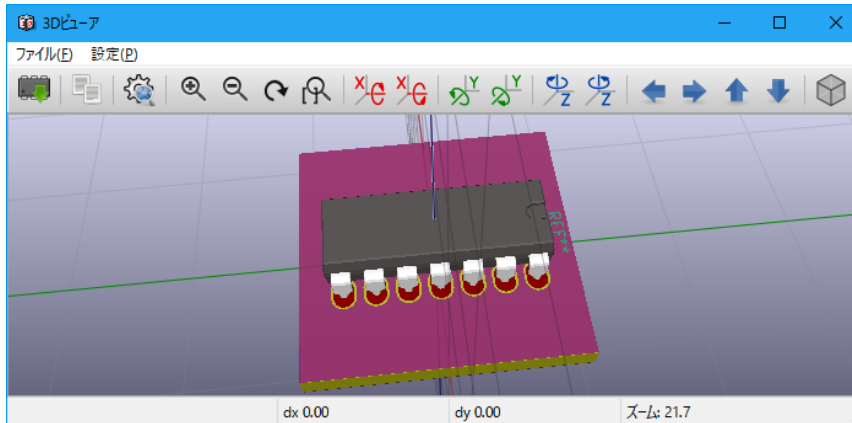 3Dビューア
ファイル(F) 設定(P)
X X Y Y Z Z
REF**
dx 0.00 dy 0.00 ズーム: 21.7